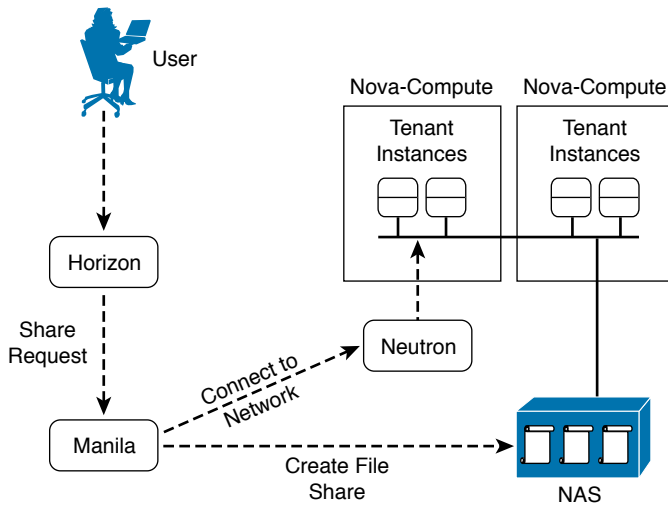 User
Nova-Compute
Nova-Compute
Tenant
Instances
Tenant
Instances
Horizon
Share
Request
Neutron
Connect to
Network
Manila
Create File
Share
NAS